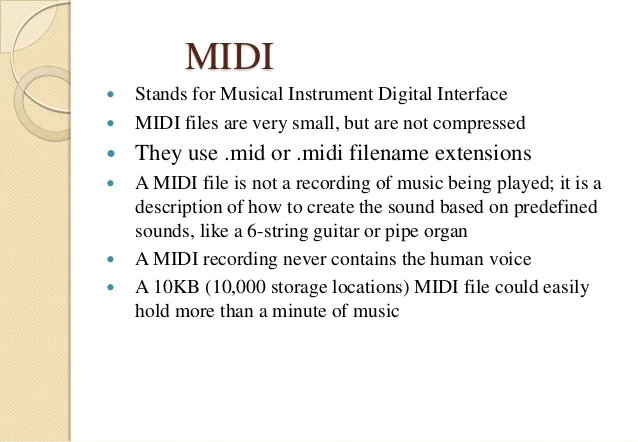 MIDI
Stands for Musical Instrument Digital Interface
MIDI files are very small, but are not compressed
They use .mid or .midi filename extensions
A MIDI file is not a recording of music being played; it is a
description of how to create the sound based on predefined
sounds, like a 6-string guitar or pipe organ
A MIDI recording never contains the human voice
A 10KB (10,000 storage locations) MIDI file could easily
hold more than a minute of music